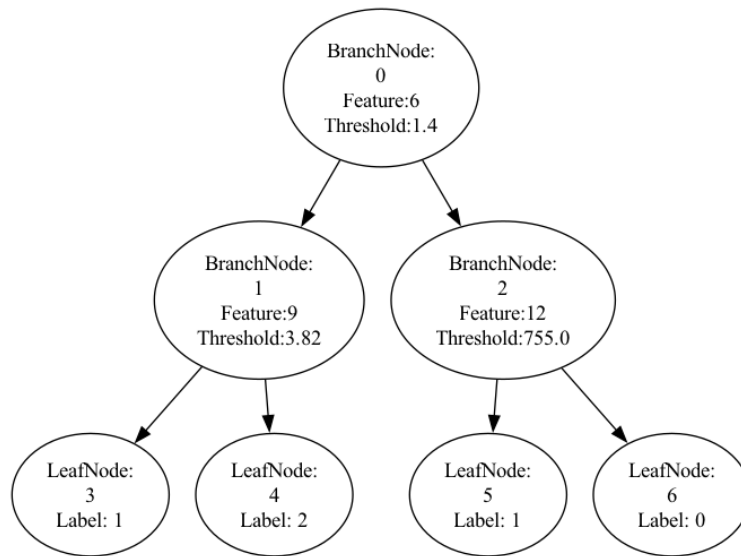 BranchNode:
0
Feature:6
Threshold:1.4
BranchNode:
1
Feature:9
Threshold:3.82
BranchNode:
2
Feature:12
Threshold:755.0
LeafNode:
3
Label: 1
LeafNode:
4
Label: 2
LeafNode:
5
Label: 1
LeafNode:
6
Label: 0